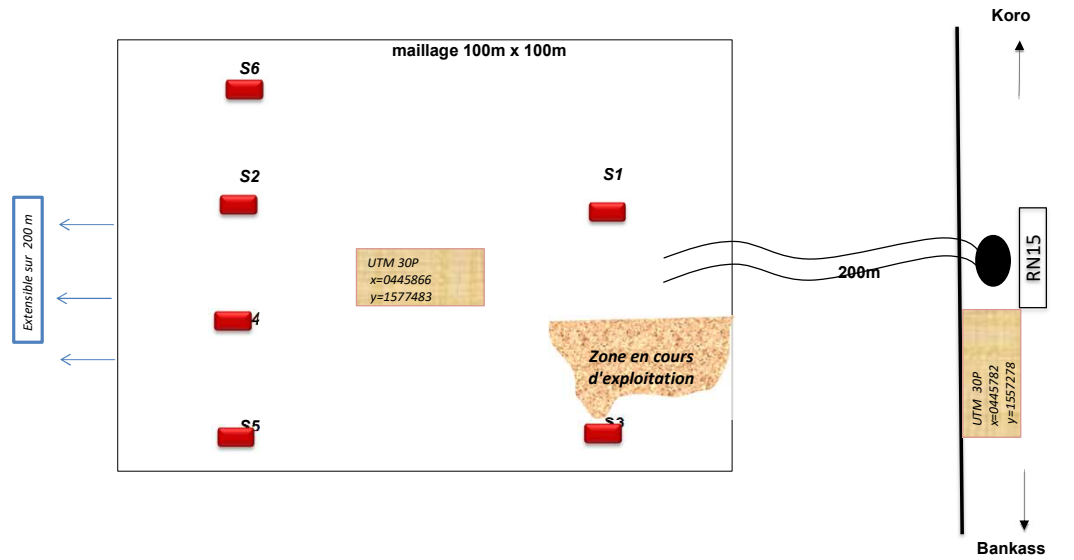 Koro
maillage 100m x 100m
S6
S2
S1
Extensible sur 200 m
UTM 30P
x=0445866
y=1577483
200m
RN15
4
Zone en cours
d'exploitation
UTM 30P
x=0445782
y=1557278
S5
S3
Bankass